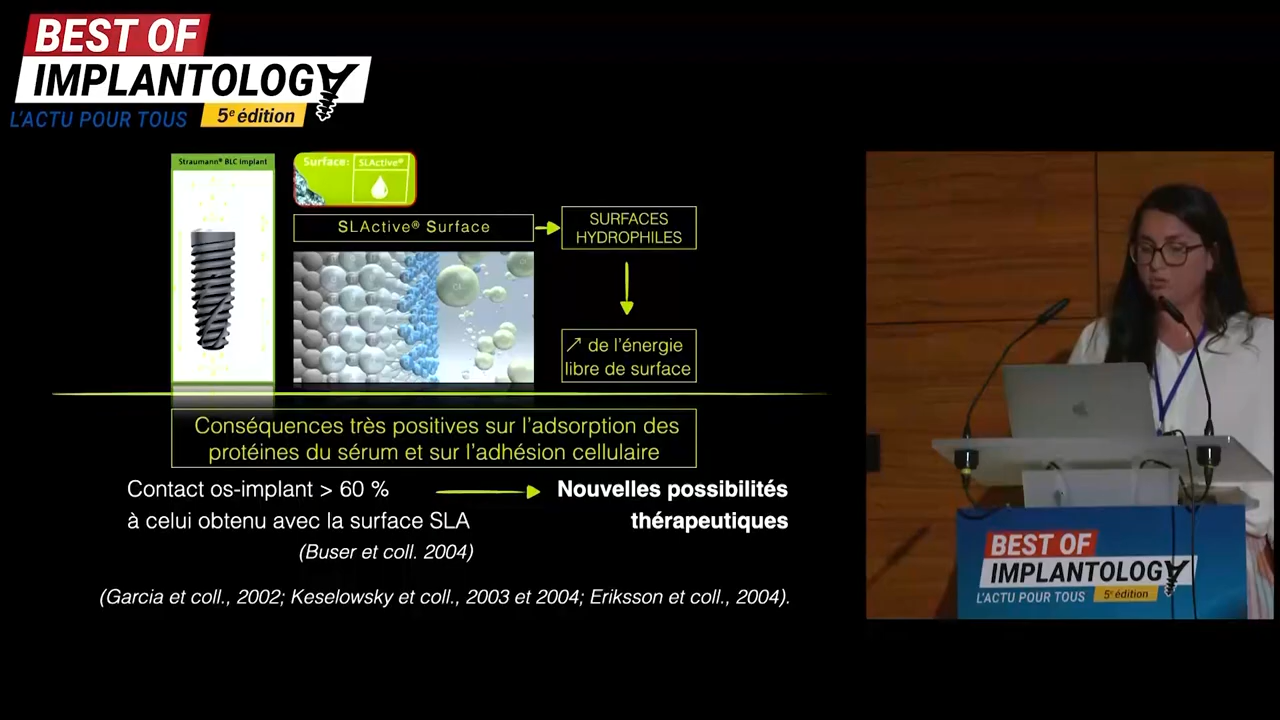 BEST OF
IMPLANTOLOGY
L'ACTU POUR TOUS
5e édition
Straumann® BLC Implant
Surface: SLActive®
SLActive® Surface
SURFACES
HYDROPHILES
↗ de l'énergie
libre de surface
Conséquences très positives sur l'adsorption des
protéines du sérum et sur l'adhésion cellulaire
Contact os-implant > 60 %
à celui obtenu avec la surface SLA
(Buser et coll. 2004)
Nouvelles possibilités
thérapeutiques
(Garcia et coll., 2002; Keselowsky et coll., 2003 et 2004; Eriksson et coll., 2004).
BEST OF
IMPLANTOLOGY
L'ACTU POUR TOUS
5e édition